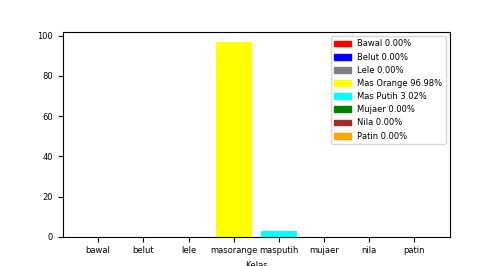 100
80
60
40
20
0
Bawal 0.00%
Belut 0.00%
Lele 0.00%
Mas Orange 96.98%
Mas Putih 3.02%
Mujaer 0.00%
Nila 0.00%
Patin 0.00%
bawal belut lele masorange masputih mujaer nila patin
Kelas